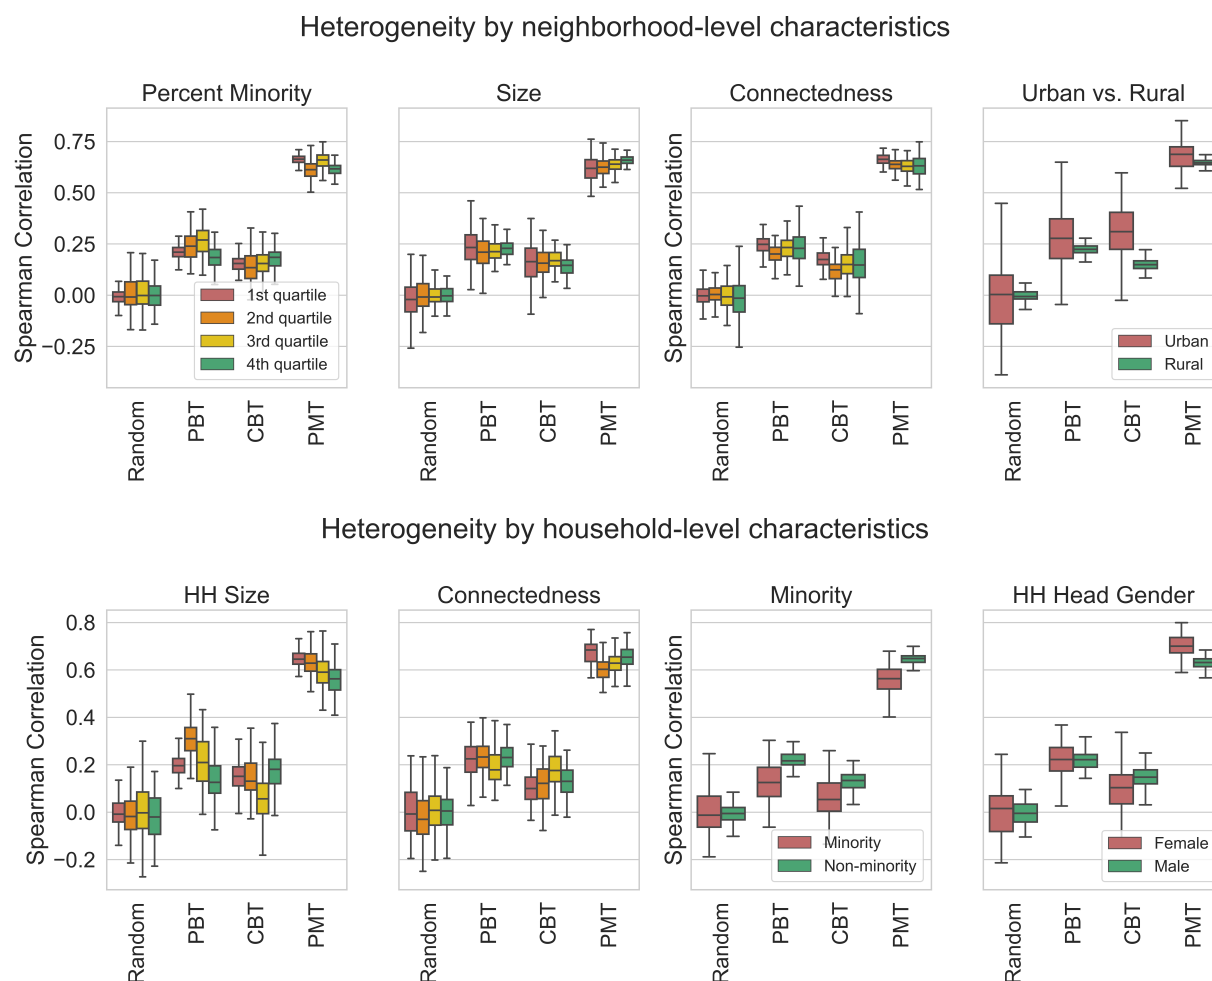 Heterogeneity by neighborhood-level characteristics
Percent Minority
Size
Connectedness
Urban vs. Rural
Spearman Correlation
0.75
0.50
0.25
0.00
−0.25
1st quartile
2nd quartile
3rd quartile
4th quartile
Random
PBT
CBT
PMT
Random
PBT
CBT
PMT
Spearman Correlation
Random
PBT
CBT
PMT
Urban
Rural
Random
PBT
CBT
PMT
Heterogeneity by household-level characteristics
HH Size
Connectedness
Minority
HH Head Gender
Spearman Correlation
0.8
0.6
0.4
0.2
0.0
−0.2
Random
PBT
CBT
PMT
Random
PBT
CBT
PMT
Spearman Correlation
Minority
Non-minority
Random
PBT
CBT
PMT
Female
Male
Random
PBT
CBT
PMT